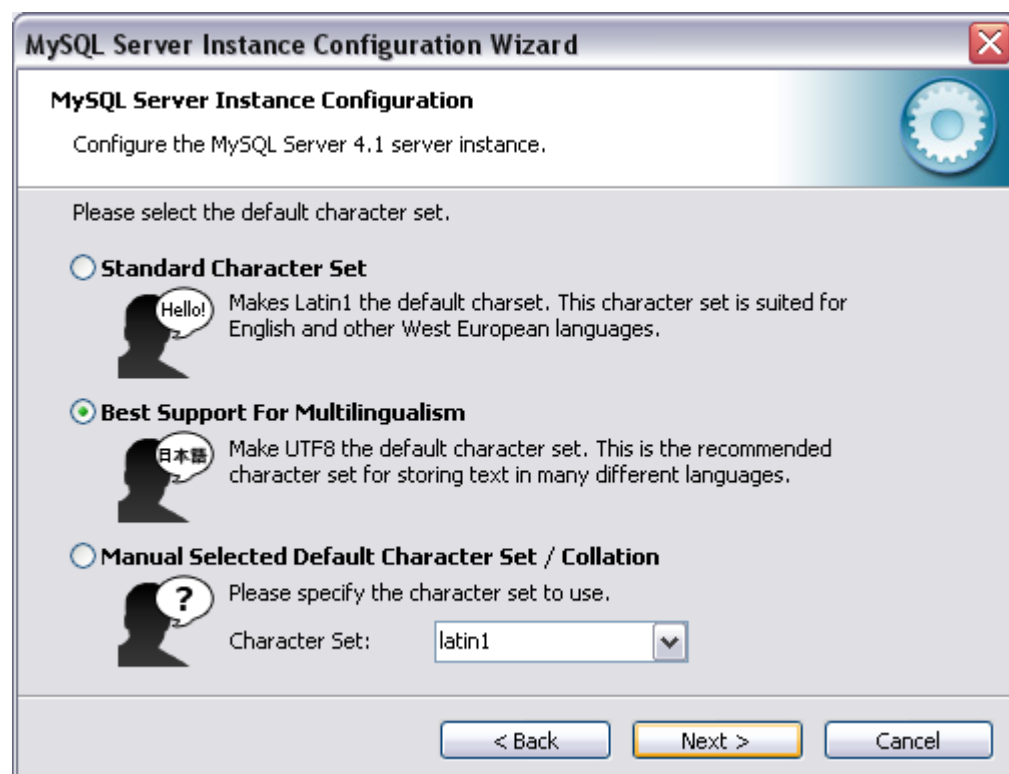 MySQL Server Instance Configuration Wizard
MySQL Server Instance Configuration
Configure the MySQL Server 4.1 server instance.
Please select the default character set.
Standard Character Set
Hello!
Makes Latin1 the default charset. This character set is suited for
English and other West European languages.
Best Support For Multilingualism
日本語
Make UTF8 the default character set. This is the recommended
character set for storing text in many different languages.
Manual Selected Default Character Set / Collation
?
Please specify the character set to use.
Character Set: latin1
< Back Next > Cancel